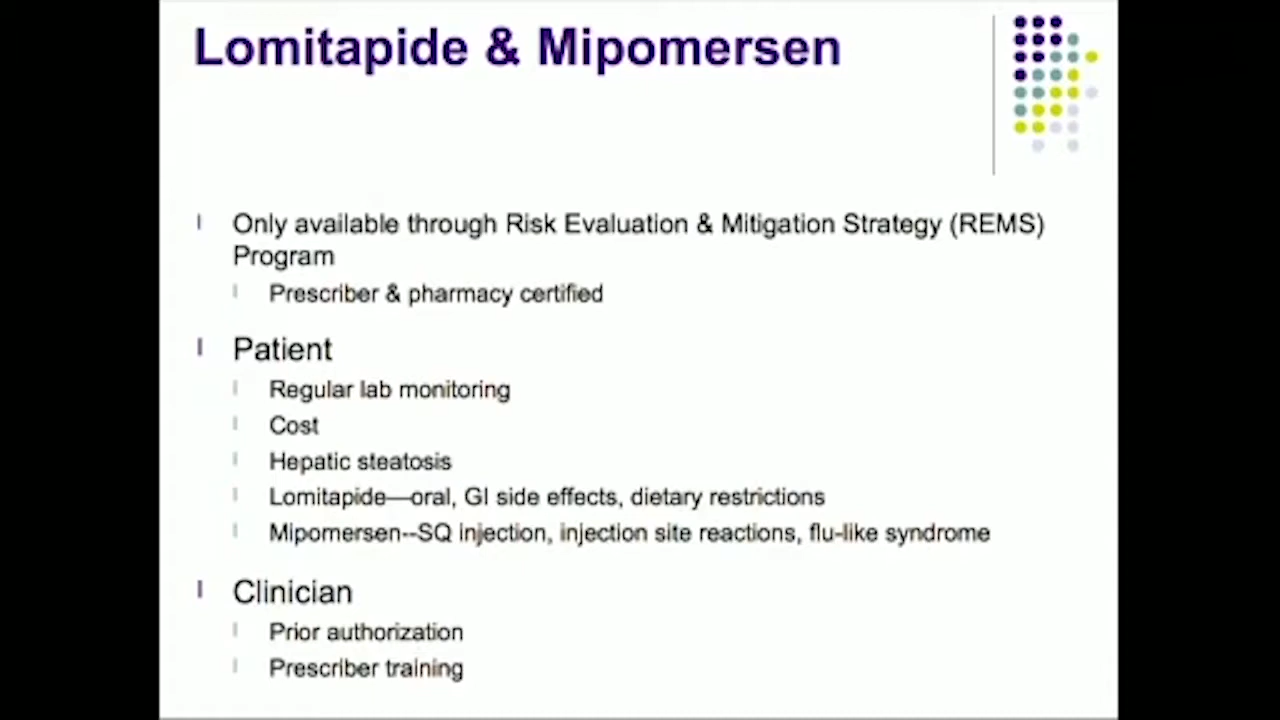 Lomitapide & Mipomersen
Only available through Risk Evaluation & Mitigation Strategy (REMS)
Program
Prescriber & pharmacy certified
Patient
Regular lab monitoring
Cost
Hepatic steatosis
Lomitapide—oral, GI side effects, dietary restrictions
Mipomersen--SQ injection, injection site reactions, flu-like syndrome
Clinician
Prior authorization
Prescriber training